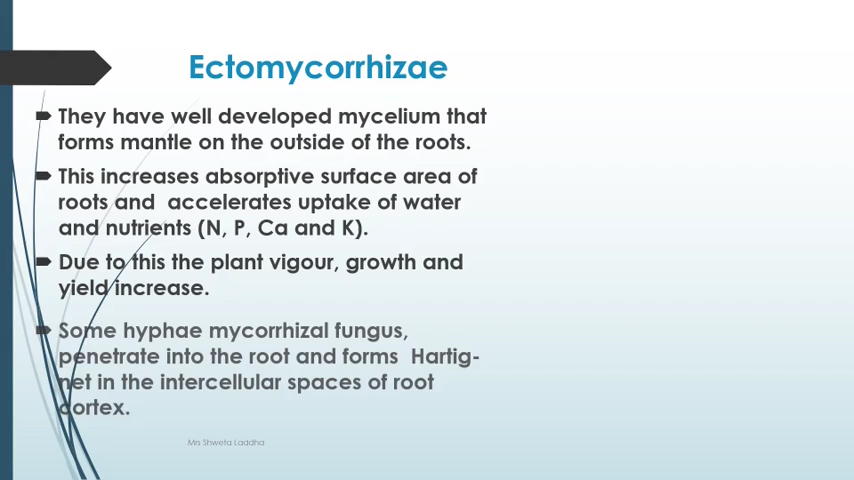 Ectomycorrhizae
They have well developed mycelium that
forms mantle on the outside of the roots.
This increases absorptive surface area of
roots and accelerates uptake of water
and nutrients (N, P, Ca and K).
Due to this the plant vigour, growth and
yield increase.
Some hyphae mycorrhizal fungus,
penetrate into the root and forms Hartig-
net in the intercellular spaces of root
cortex.
Mrs Shweta Laddha